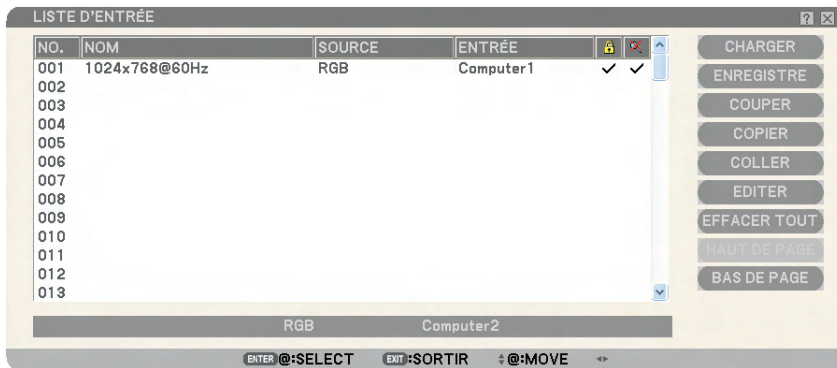 LISTE D'ENTRÉE
NO. NOM SOURCE ENTRÉE
001 1024x768@60Hz RGB Computer1
002
003
004
005
006
007
008
009
010
011
012
013
CHARGER
ENREGISTRE
COUPER
COPIER
COLLER
EDITER
EFFACER TOUT
HAUT DE PAGE
BAS DE PAGE
RGB Computer2
ENTER @:SELECT EXIT :SORTIR @:MOVE